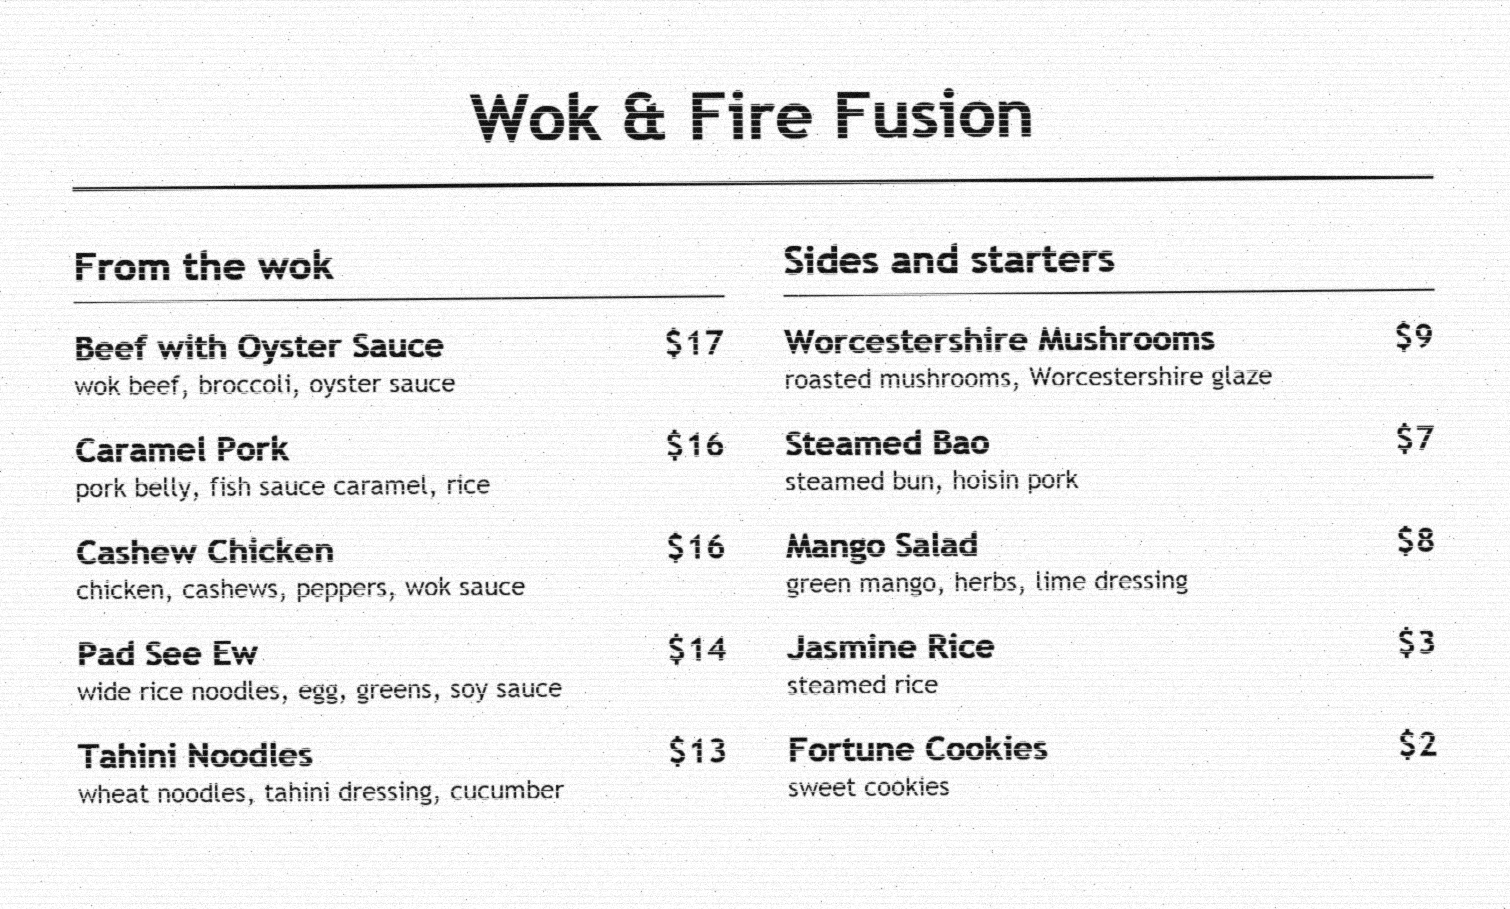 Wok & Fire Fusion
From the wok
Beef with Oyster Sauce $17
wok beef, broccoli, oyster sauce
Caramel Pork $16
pork belly, fish sauce caramel, rice
Cashew Chicken $16
chicken, cashews, peppers, wok sauce
Pad See Ew $14
wide rice noodles, egg, greens, soy sauce
Tahini Noodles $13
wheat noodles, tahini dressing, cucumber
Sides and starters
Worcestershire Mushrooms $9
roasted mushrooms, Worcestershire glaze
Steamed Bao $7
steamed bun, hoisin pork
Mango Salad $8
green mango, herbs, lime dressing
Jasmine Rice $3
steamed rice
Fortune Cookies $2
sweet cookies